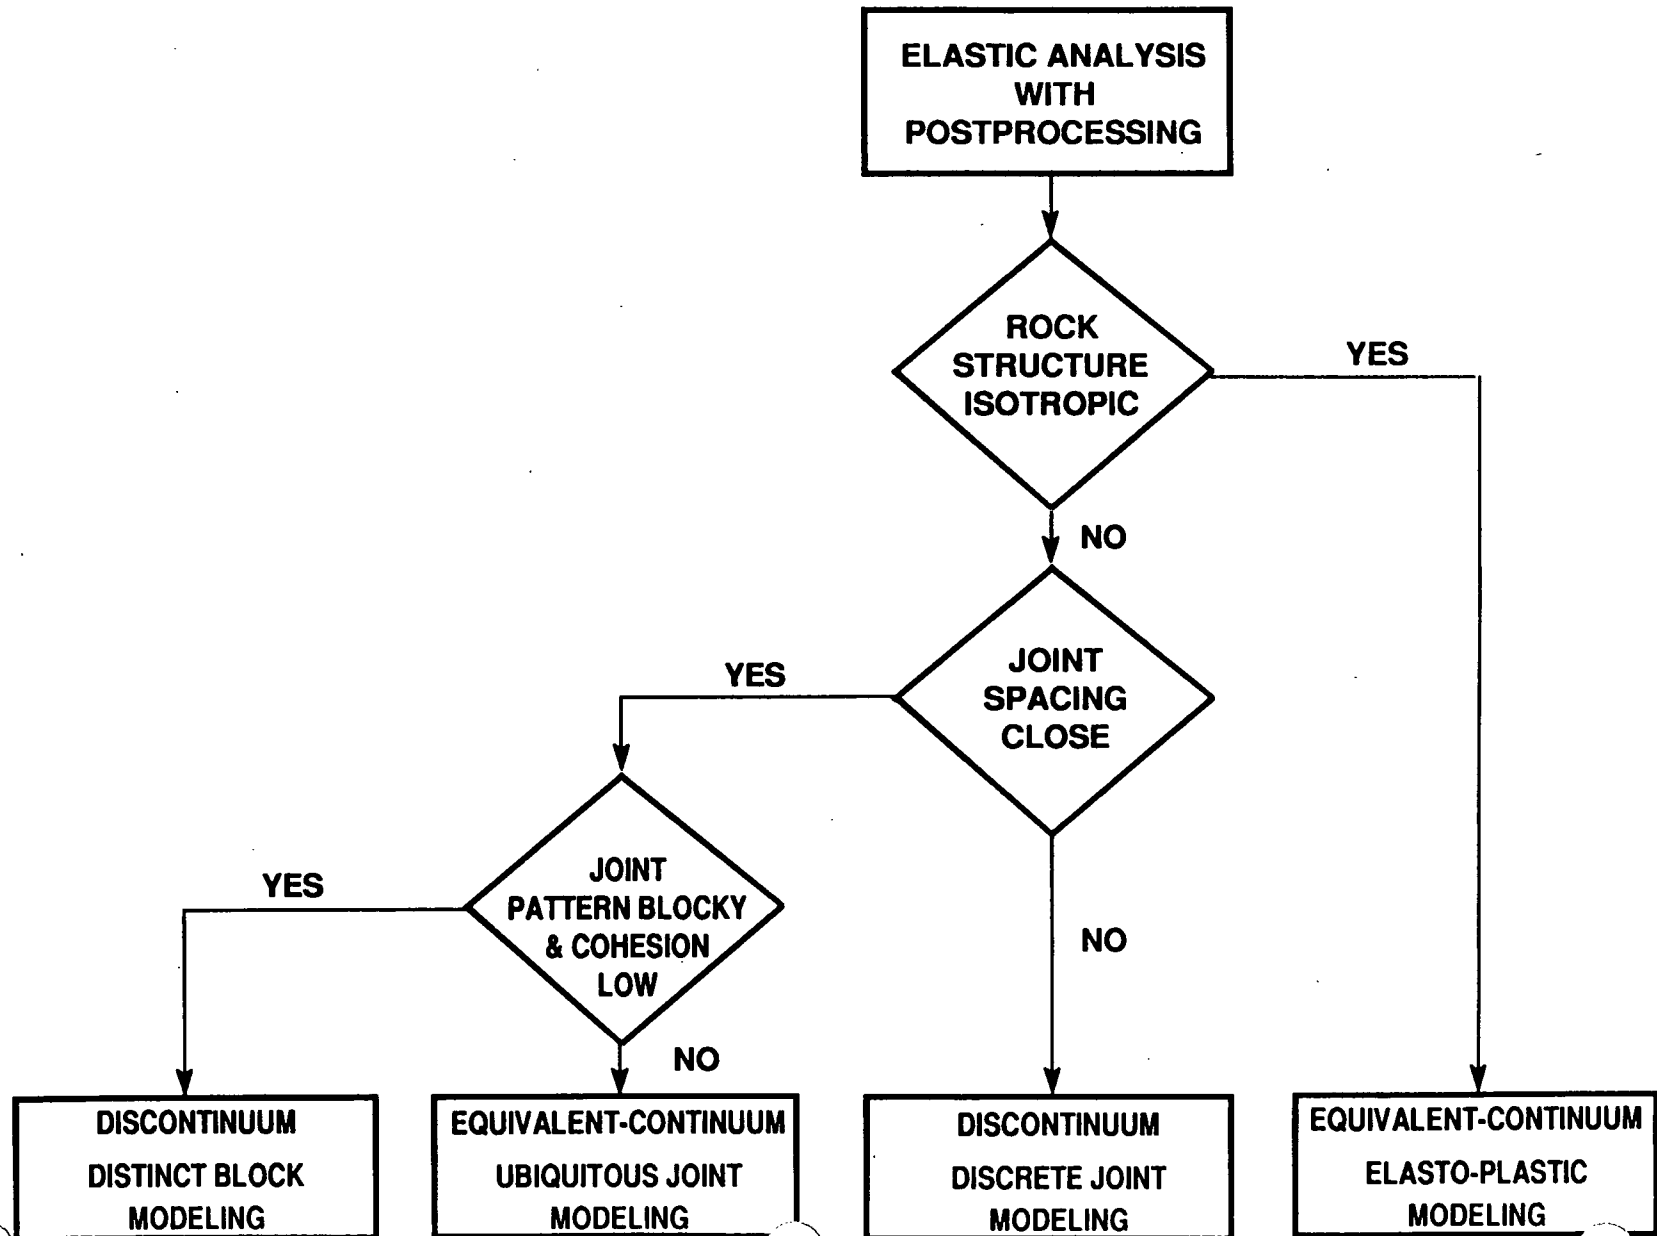 ELASTIC ANALYSIS
WITH
POSTPROCESSING
ROCK
STRUCTURE
ISOTROPIC
YES
NO
JOINT
SPACING
CLOSE
YES
NO
JOINT
PATTERN BLOCKY
& COHESION
LOW
YES
NO
DISCONTINUUM
DISTINCT BLOCK
MODELING
EQUIVALENT-CONTINUUM
UBIQUITOUS JOINT
MODELING
DISCONTINUUM
DISCRETE JOINT
MODELING
EQUIVALENT-CONTINUUM
ELASTO-PLASTIC
MODELING